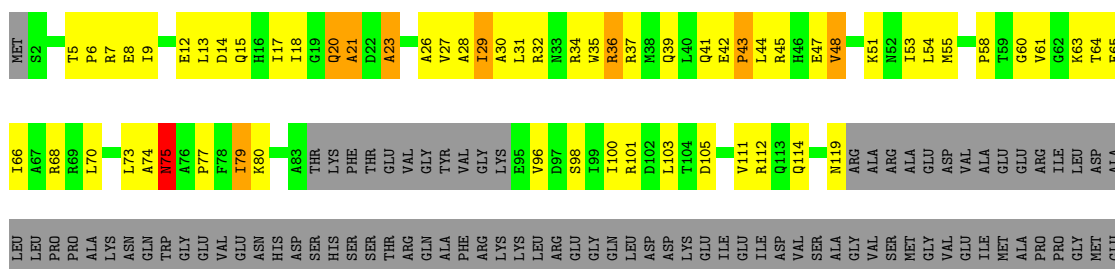 MET S2 T5 P6 R7 E8 I9 E12 L13 D14 Q15 H16 I17 I18 G19 Q20 A21 D22 A23 A26 V27 A28 I29 A30 L31 R32 N33 R34 W35 R36 R37 M38 Q39 L40 Q41 E42 P43 L44 R45 H46 E47 V48 K51 N52 I53 L54 M55 P58 T59 G60 V61 G62 K63 T64 E65
I66 A67 R68 R69 L70 L73 A74 N75 A76 P77 F78 I79 K80 A83 THR LYS PHE THR GLU VAL GLY TYR VAL GLY LYS E95 V96 D97 S98 I99 I100 R101 D102 L103 T104 D105 V111 R112 Q113 Q114 N119 ARG ALA ARG ALA GLU ASP VAL ALA GLU GLU ARG ILE LEU ASP ALA
LEU LEU PRO PRO ALA LYS ASN GLN TRP GLY GLU VAL GLU ASN HIS ASP SER HIS SER SER THR ARG GLN ALA PHE ARG LYS LYS LEU ARG GLU GLY GLN LEU ASP ASP LYS GLU ILE GLU ILE ASP VAL SER ALA GLY VAL SER MET GLY VAL GLU ILE MET ALA PRO PRO GLY MET GLU